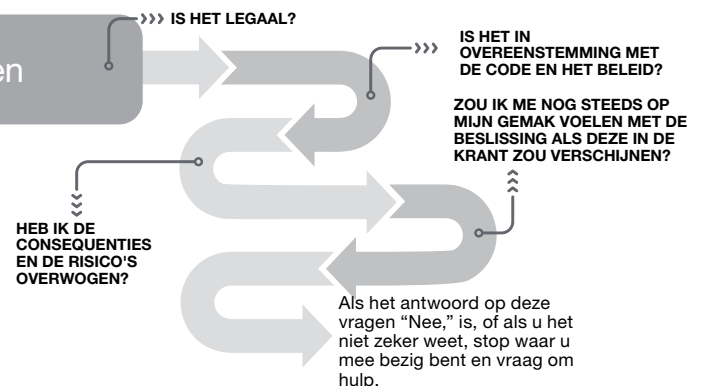 en
IS HET LEGAAL?
IS HET IN
OVEREENSTEMMING MET
DE CODE EN HET BELEID?
HEB IK DE
CONSEQUENTIES
EN DE RISICO'S
OVERWOGEN?
ZOU IK ME NOG STEEDS OP
MIJN GEMAK VOELEN MET DE
BESLISSING ALS DEZE IN DE
KRANT ZOU VERSCHIJNEN?
Als het antwoord op deze
vragen “Nee,” is, of als u het
niet zeker weet, stop waar u
mee bezig bent en vraag om
hulp.